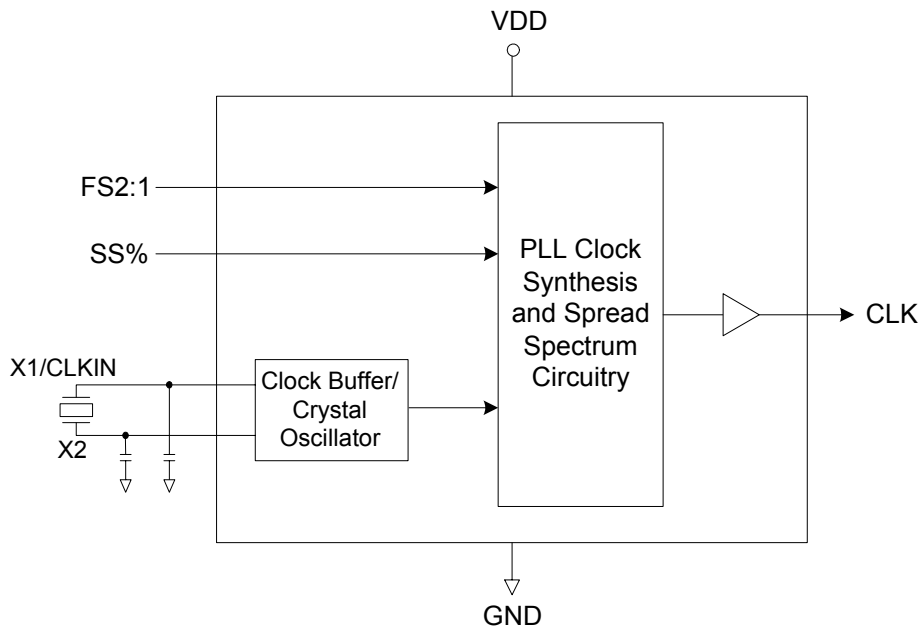 VDD
FS2:1
SS%
PLL Clock
Synthesis
and Spread
Spectrum
Circuitry
CLK
X1/CLKIN
X2
Clock Buffer/
Crystal
Oscillator
GND